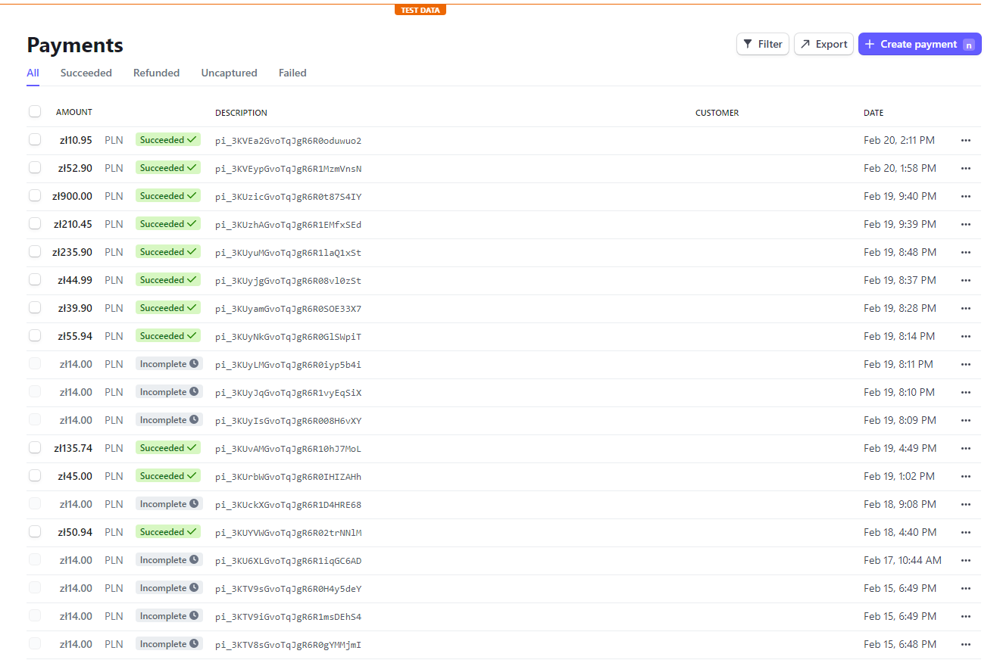 TEST DATA
Payments
Filter Export Create payment n
All Succeeded Refunded Uncaptured Failed
AMOUNT DESCRIPTION CUSTOMER DATE
zł10.95 PLN Succeeded pi_3KVEa2GvoTqJgR6R0oduwuo2 Feb 20, 2:11 PM
zł52.90 PLN Succeeded pi_3KVEypGvoTqJgR6R1MzmVnsN Feb 20, 1:58 PM
zł900.00 PLN Succeeded pi_3KUzicGvoTqJgR6R0t87S4IY Feb 19, 9:40 PM
zł210.45 PLN Succeeded pi_3KUzhAGvoTqJgR6R1EMfxSEd Feb 19, 9:39 PM
zł235.90 PLN Succeeded pi_3KUyuMGvoTqJgR6R1laQ1xSt Feb 19, 8:48 PM
zł44.99 PLN Succeeded pi_3KUyjgGvoTqJgR6R08vl0zSt Feb 19, 8:37 PM
zł39.90 PLN Succeeded pi_3KUyamGvoTqJgR6R0SOE33X7 Feb 19, 8:28 PM
zł55.94 PLN Succeeded pi_3KUyNkGvoTqJgR6R0GlSWpiT Feb 19, 8:14 PM
zł14.00 PLN Incomplete pi_3KUyLMGvoTqJgR6R0iyp5b4i Feb 19, 8:11 PM
zł14.00 PLN Incomplete pi_3KUyJqGvoTqJgR6R1vyEqSiX Feb 19, 8:10 PM
zł14.00 PLN Incomplete pi_3KUyIsGvoTqJgR6R008H6vXY Feb 19, 8:09 PM
zł135.74 PLN Succeeded pi_3KUvAMGvoTqJgR6R10hJ7MoL Feb 19, 4:49 PM
zł45.00 PLN Succeeded pi_3KUrbWGvoTqJgR6R0IHIZAHh Feb 19, 1:02 PM
zł14.00 PLN Incomplete pi_3KUckXGvoTqJgR6R1D4HRE68 Feb 18, 9:08 PM
zł50.94 PLN Succeeded pi_3KUYVWGvoTqJgR6R02trNNlM Feb 18, 4:40 PM
zł14.00 PLN Incomplete pi_3KU6XLGvoTqJgR6R1iqGC6AD Feb 17, 10:44 AM
zł14.00 PLN Incomplete pi_3KTV9sGvoTqJgR6R0H4y5deY Feb 15, 6:49 PM
zł14.00 PLN Incomplete pi_3KTV9iGvoTqJgR6R1msDEhS4 Feb 15, 6:49 PM
zł14.00 PLN Incomplete pi_3KTV8sGvoTqJgR6R0gYMMjmI Feb 15, 6:48 PM